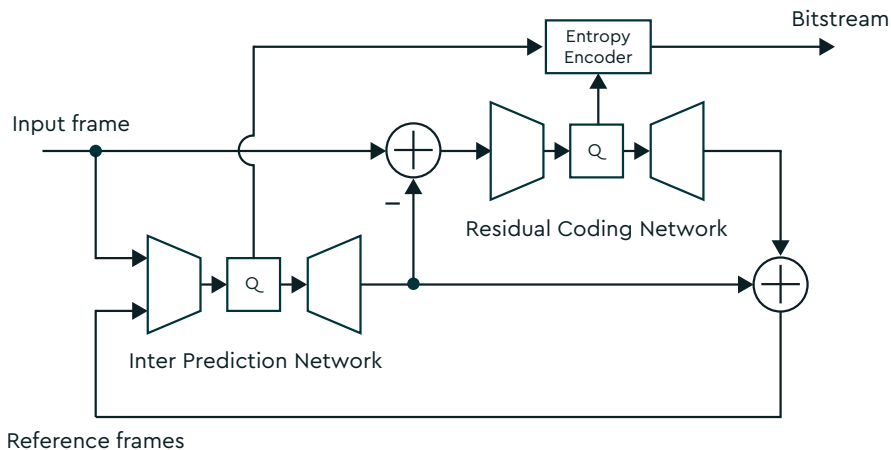 Bitstream
Entropy
Encoder
Input frame
Q
−
Residual Coding Network
Q
Inter Prediction Network
Reference frames